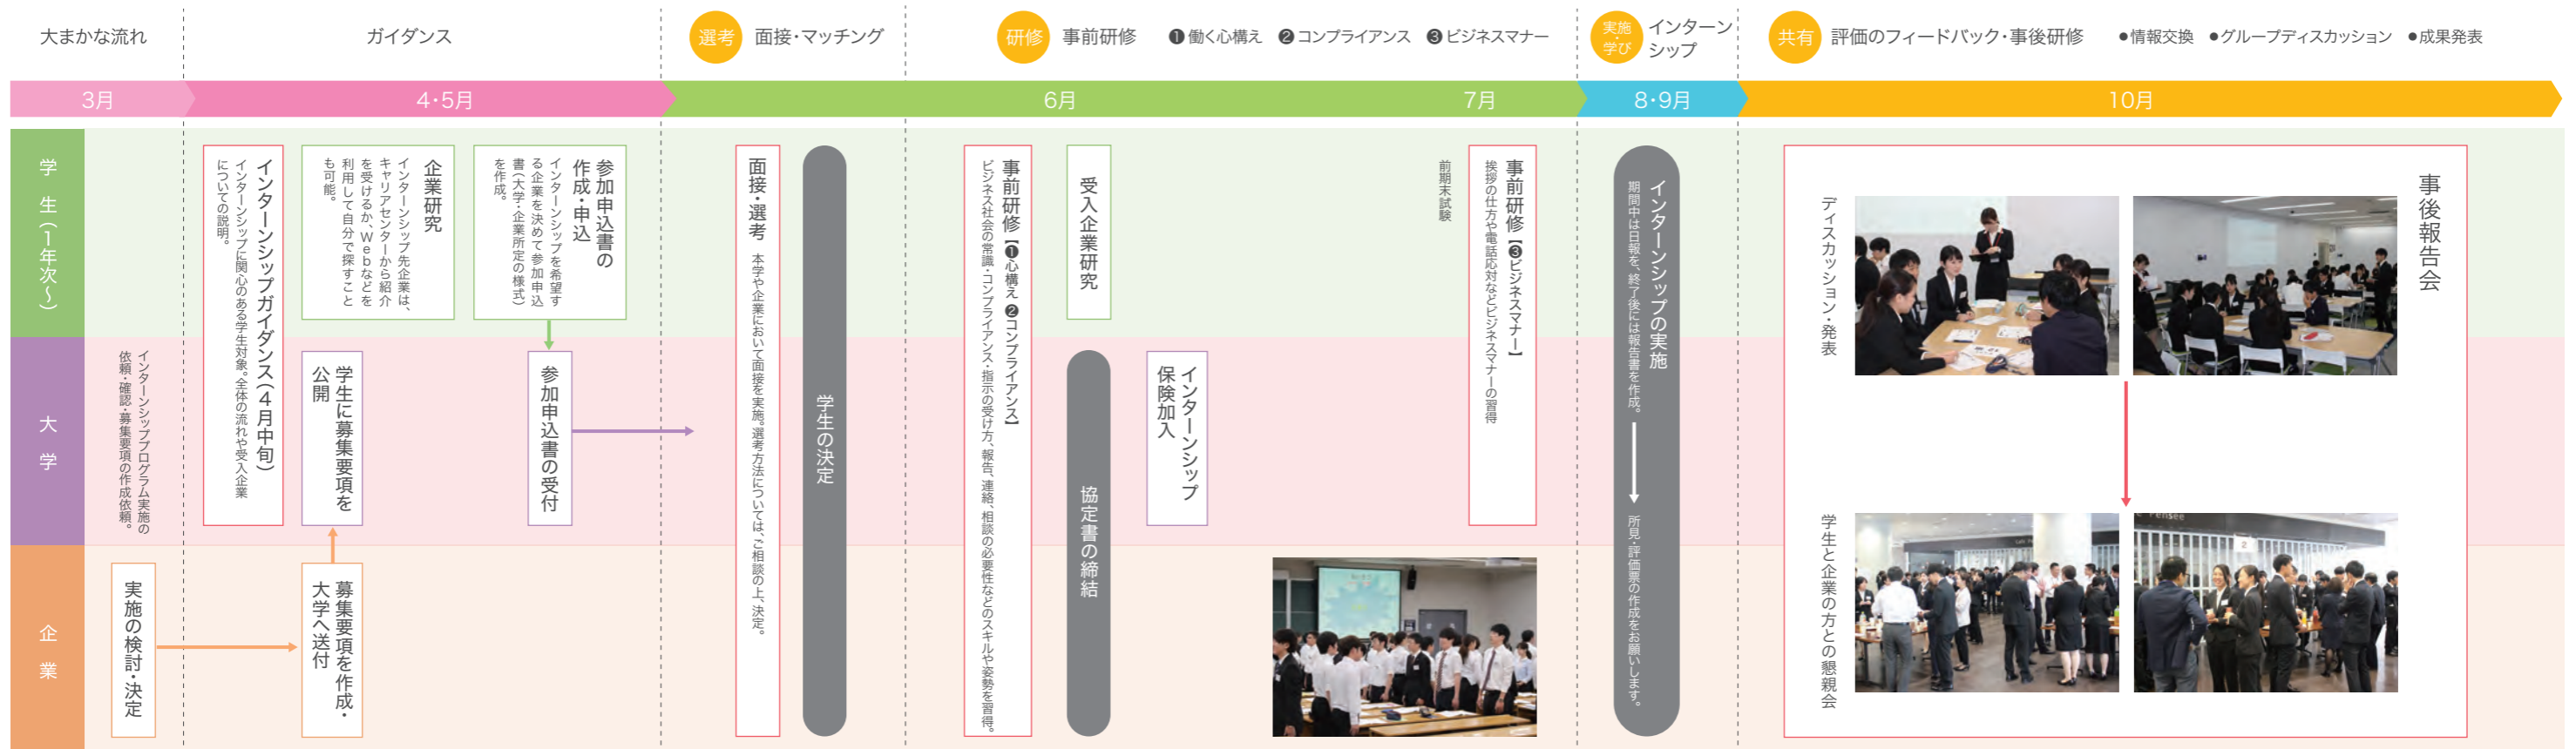 大まかな流れ
ガイダンス
選考
面接・マッチング
研修
事前研修
❶ 働く心構え ❷ コンプライアンス ❸ ビジネスマナー
実施・学び
インターンシップ
共有
評価のフィードバック・事後研修
●情報交換 ●グループディスカッション ●成果発表
3月
4・5月
6月
7月
8・9月
10月
学生(1年次〜)
大学
企業
インターンシッププログラム実施の
依頼・確認・募集要項の作成依頼。
実施の検討・決定
インターンシップガイダンス(4月中旬)
インターンシップに関心のある学生対象。全体の流れや受入企業
についての説明。
企業研究
インターンシップ先企業は、
キャリアセンターから紹介
を受けるか、Webなどを
利用して自分で探すこと
も可能。
学生に募集要項を
公開
募集要項を作成・
大学へ送付
参加申込書の
作成・申込
インターンシップを希望す
る企業を決めて参加申込
書(大学・企業所定の様式)
を作成。
参加申込書の受付
面接・選考
本学や企業において面接を実施。選考方法については、ご相談の上、決定。
学生の決定
事前研修【❶心構え ❷コンプライアンス】
ビジネス社会の常識・コンプライアンス・指示の受け方、報告、連絡、相談の必要性などのスキルや姿勢を習得。
受入企業研究
協定書の締結
インターンシップ
保険加入
前期末試験
事前研修【❸ビジネスマナー】
挨拶の仕方や電話応対などビジネスマナーの習得
インターンシップの実施
期間中は日報を、終了後には報告書を作成。
所見・評価票の作成をお願いします。
事後報告会
ディスカッション・発表
学生と企業の方との懇親会
2